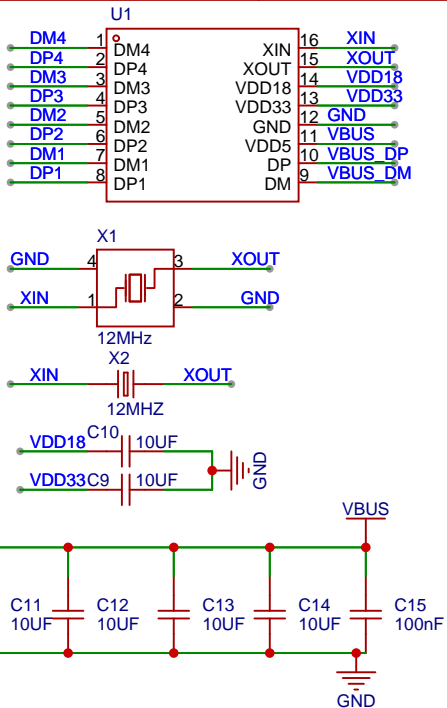 U1
DM4 1 DM4 XIN 16 XIN
DP4 2 DP4 XOUT 15 XOUT
DM3 3 DM3 VDD18 14 VDD18
DP3 4 DP3 VDD33 13 VDD33
DM2 5 DM2 GND 12 GND
DP2 6 DP2 VDD5 11 VBUS
DM1 7 DM1 DP 10 VBUS_DP
DP1 8 DP1 DM 9 VBUS_DM
X1
GND 4 3 XOUT
XIN 1 2 GND
12MHz
X2
XIN XOUT
12MHZ
VDD18 C10 10UF
VDD33 C9 10UF
GND
VBUS
C11 C12 C13 C14 C15
10UF 10UF 10UF 10UF 100nF
GND